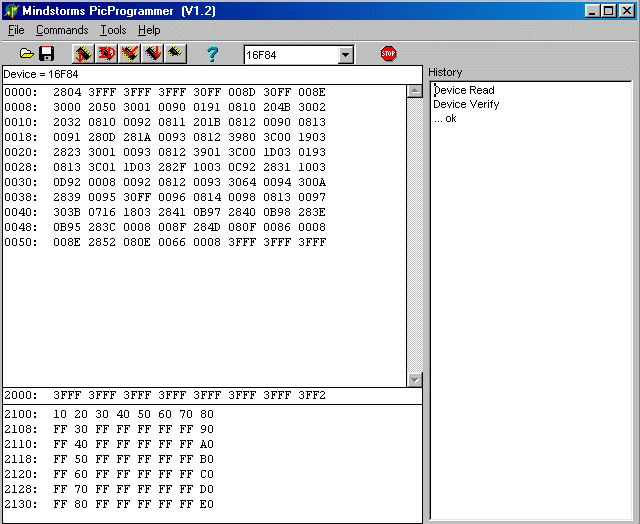 Mindstorms PicProgrammer (V1.2)
File Commands Tools Help
16F84
STOP
Device = 16F84
0000: 2804 3FFF 3FFF 3FFF 30FF 008D 30FF 008E
0008: 3000 2050 3001 0090 0191 0810 204B 3002
0010: 2032 0810 0092 0811 201B 0812 0090 0813
0018: 0091 280D 281A 0093 0812 3980 3C00 1903
0020: 2823 3001 0093 0812 3901 3C00 1D03 0193
0028: 0813 3C01 1D03 282F 1003 0C92 2831 1003
0030: 0D92 0008 0092 0812 0093 3064 0094 300A
0038: 2839 0095 30FF 0096 0814 0098 0813 0097
0040: 303B 0716 1803 2841 0B97 2840 0B98 283E
0048: 0B95 283C 0008 008F 284D 080F 0086 0008
0050: 008E 2852 080E 0066 0008 3FFF 3FFF 3FFF
2000: 3FFF 3FFF 3FFF 3FFF 3FFF 3FFF 3FFF 3FF2
2100: 10 20 30 40 50 60 70 80
2108: FF 30 FF FF FF FF FF 90
2110: FF 40 FF FF FF FF FF A0
2118: FF 50 FF FF FF FF FF B0
2120: FF 60 FF FF FF FF FF C0
2128: FF 70 FF FF FF FF FF D0
2130: FF 80 FF FF FF FF FF E0
History
Device Read
Device Verify
... ok